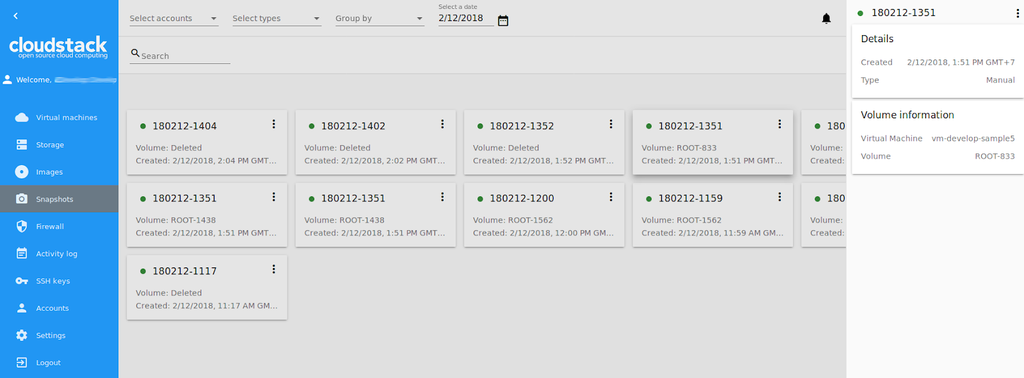 cloudstack
open source cloud computing
Welcome,
Virtual machines
Storage
Images
Snapshots
Firewall
Activity log
SSH keys
Accounts
Settings
Logout
Select accounts
Select types
Group by
Select a date
2/12/2018
Search
180212-1404
Volume: Deleted
Created: 2/12/2018, 2:04 PM GMT...
180212-1402
Volume: Deleted
Created: 2/12/2018, 2:02 PM GMT...
180212-1352
Volume: Deleted
Created: 2/12/2018, 1:52 PM GMT...
180212-1351
Volume: ROOT-833
Created: 2/12/2018, 1:51 PM GMT...
180
Volum
Create
180212-1351
Volume: ROOT-1438
Created: 2/12/2018, 1:51 PM GMT...
180212-1351
Volume: ROOT-1438
Created: 2/12/2018, 1:51 PM GMT...
180212-1200
Volume: ROOT-1562
Created: 2/12/2018, 12:00 PM GM...
180212-1159
Volume: ROOT-1562
Created: 2/12/2018, 11:59 AM GM...
180
Volum
Create
180212-1117
Volume: Deleted
Created: 2/12/2018, 11:17 AM GM...
180212-1351
Details
Created 2/12/2018, 1:51 PM GMT+7
Type Manual
Volume information
Virtual Machine vm-develop-sample5
Volume ROOT-833